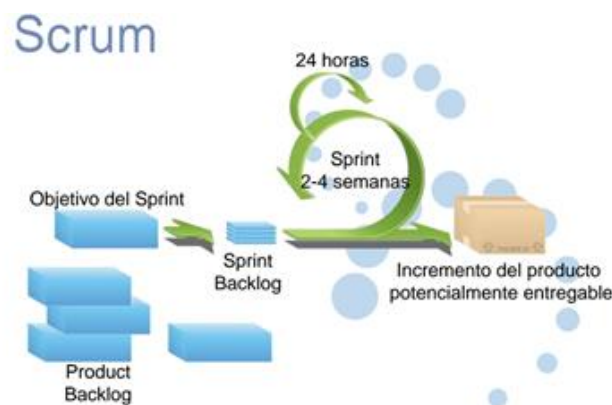 Scrum
24 horas
Sprint
2-4 semanas
Objetivo del Sprint
Sprint
Backlog
Incremento del producto
potencialmente entregable
Product
Backlog